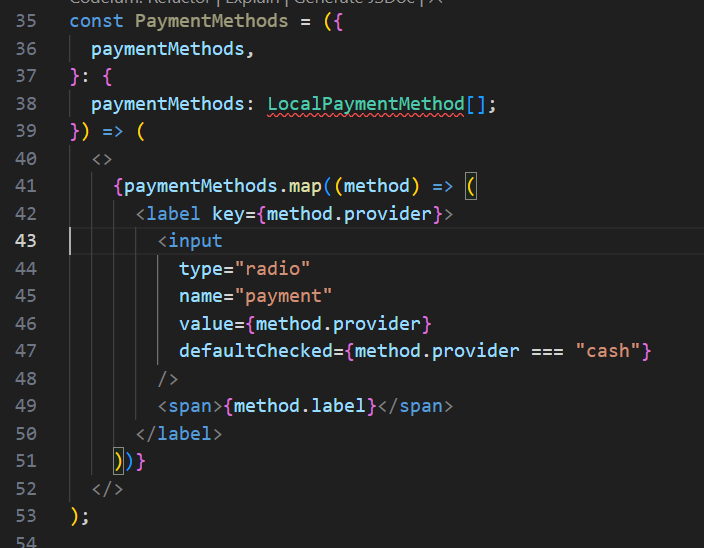 Codeium: Refactor | Explain | Generate JSDoc | X
35 const PaymentMethods = ({
36   paymentMethods,
37 }: {
38   paymentMethods: LocalPaymentMethod[];
39 }) => (
40   <>
41     {paymentMethods.map((method) => (
42       <label key={method.provider}>
43         <input
44           type="radio"
45           name="payment"
46           value={method.provider}
47           defaultChecked={method.provider === "cash"}
48         />
49         <span>{method.label}</span>
50       </label>
51     ))}
52   </>
53 );
54